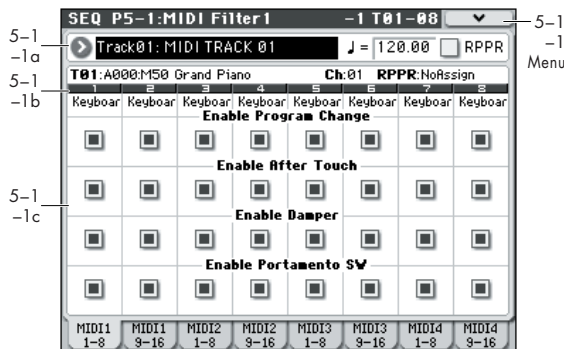 SEQ P5-1:MIDI Filter1 -1 T01-08
5-1
-1
Menu
5-1
-1a
Track01: MIDI TRACK 01 ♩= 120.00 RPPR
5-1
-1b
T01:A000:M50 Grand Piano Ch:01 RPPR:NoAssign
1 2 3 4 5 6 7 8
Keyboar Keyboar Keyboar Keyboar Keyboar Keyboar Keyboar Keyboar
Enable Program Change
Enable After Touch
5-1
-1c
Enable Damper
Enable Portamento SW
MIDI1 MIDI1 MIDI2 MIDI2 MIDI3 MIDI3 MIDI4 MIDI4
1-8 9-16 1-8 9-16 1-8 9-16 1-8 9-16